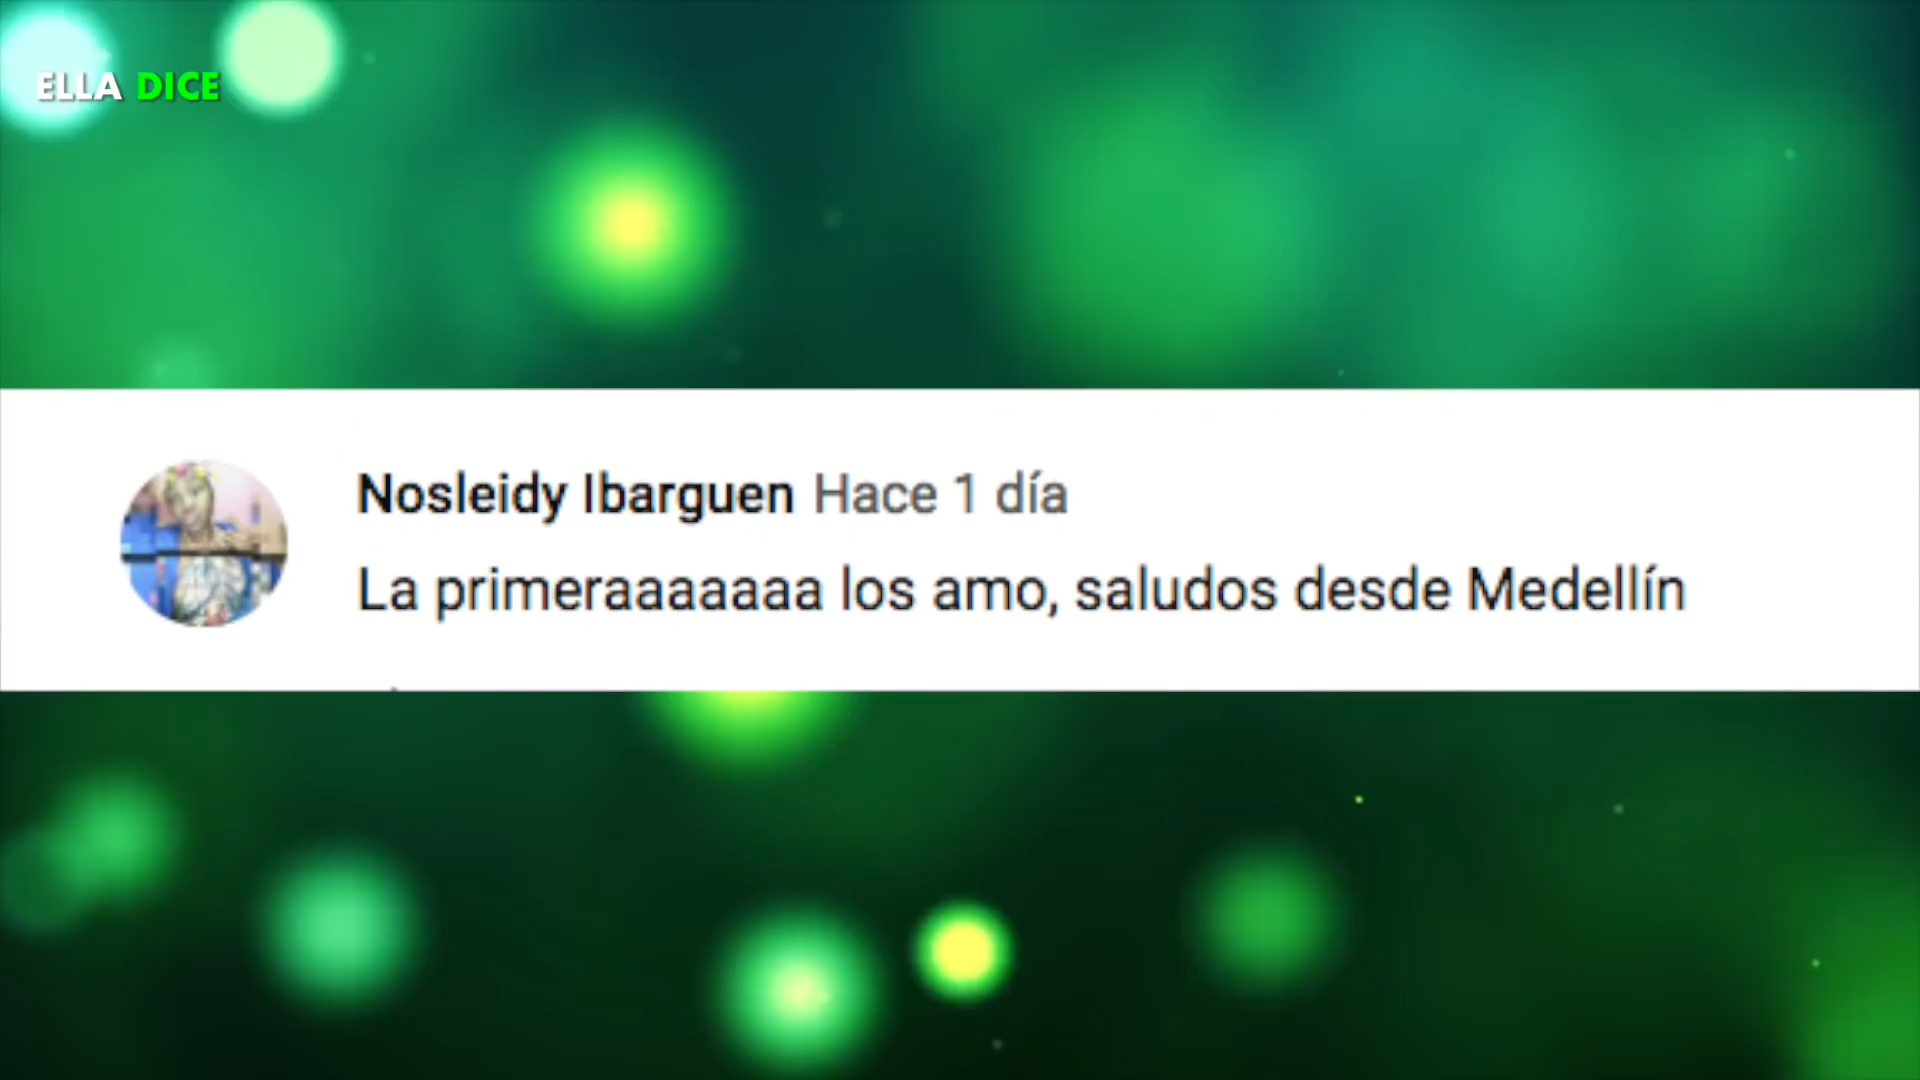 ELLA DICE
Nosleidy Ibarguen Hace 1 día
La primeraaaaaaa los amo, saludos desde Medellín